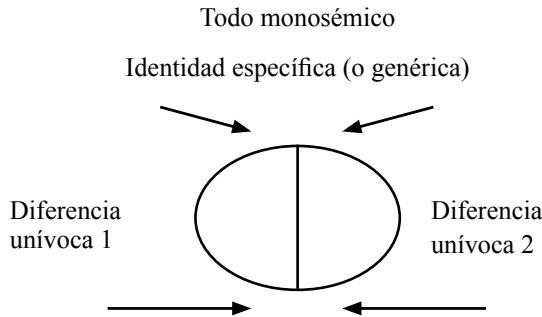 Todo monosémico
Identidad específica (o genérica)
Diferencia
unívoca 1
Diferencia
unívoca 2